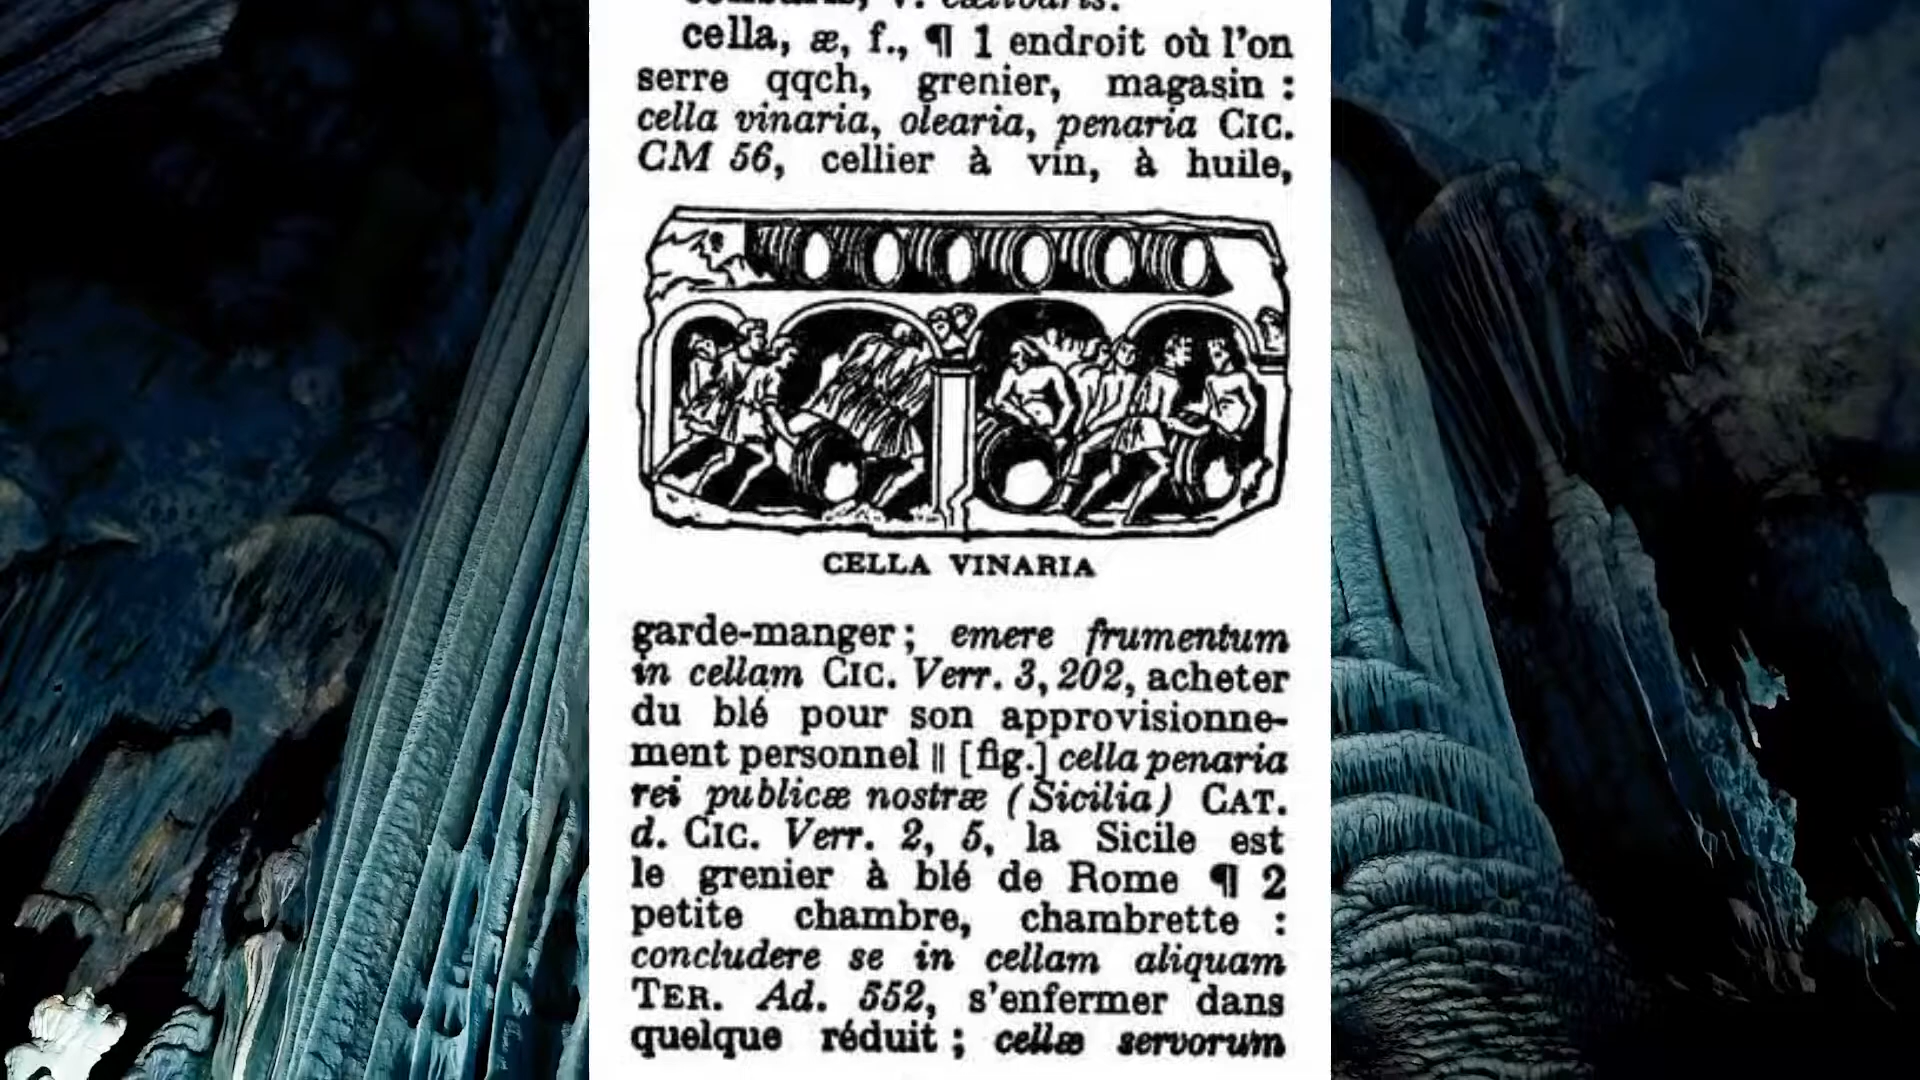 cella, æ, f., ¶ 1 endroit où l'on
serre qqch, grenier, magasin :
cella vinaria, olearia, penaria CIC.
CM 56, cellier à vin, à huile,
CELLA VINARIA
garde-manger; emere frumentum
in cellam CIC. Verr. 3, 202, acheter
du blé pour son approvisionne-
ment personnel || [fig.] cella penaria
rei publicæ nostræ (Sicilia) CAT.
d. CIC. Verr. 2, 5, la Sicile est
le grenier à blé de Rome ¶ 2
petite chambre, chambrette :
concludere se in cellam aliquam
TER. Ad. 552, s'enfermer dans
quelque réduit ; cellæ servorum